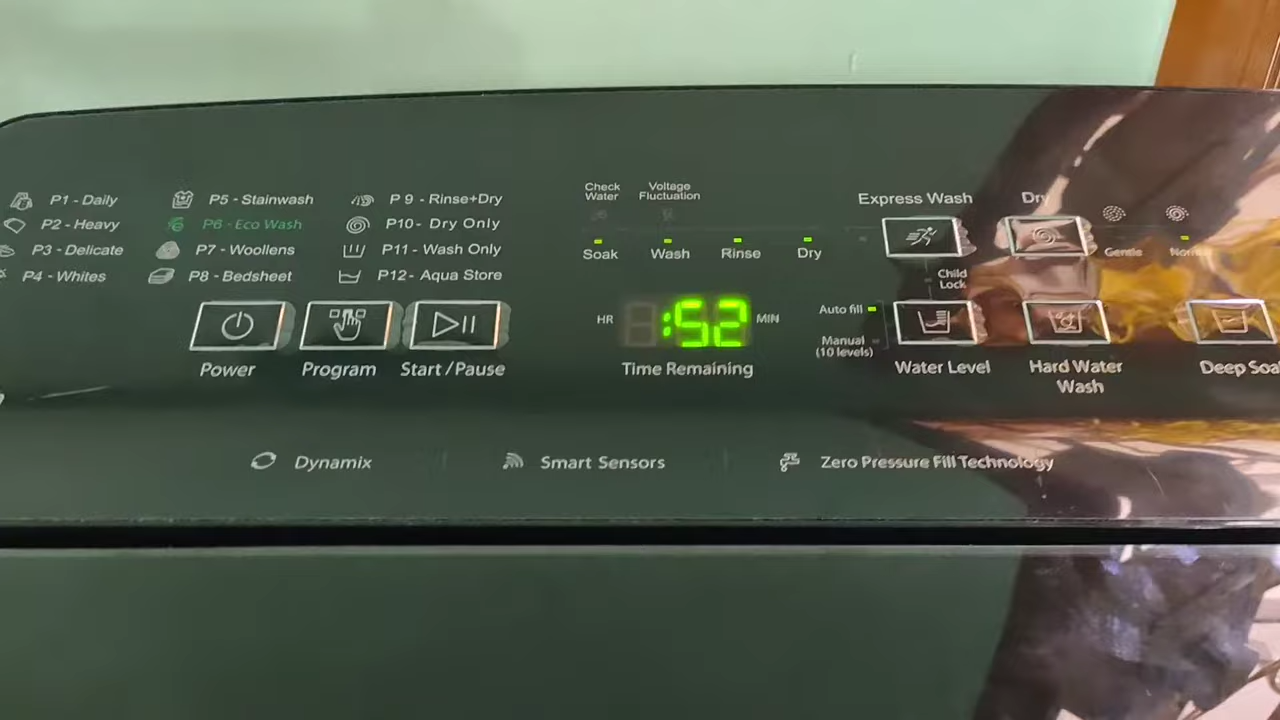 P1 - Daily
P2 - Heavy
P3 - Delicate
P4 - Whites
P5 - Stainwash
P6 - Eco Wash
P7 - Woollens
P8 - Bedsheet
P 9 - Rinse+Dry
P10 - Dry Only
P11 - Wash Only
P12 - Aqua Store
Power
Program
Start/Pause
Check Water
Voltage Fluctuation
Soak
Wash
Rinse
Dry
HR
:52
MIN
Time Remaining
Express Wash
Dry
Gentle
Child Lock
Auto fill
Manual
(10 levels)
Water Level
Hard Water
Wash
Deep
Dynamix
Smart Sensors
Zero Pressure Fill Technology